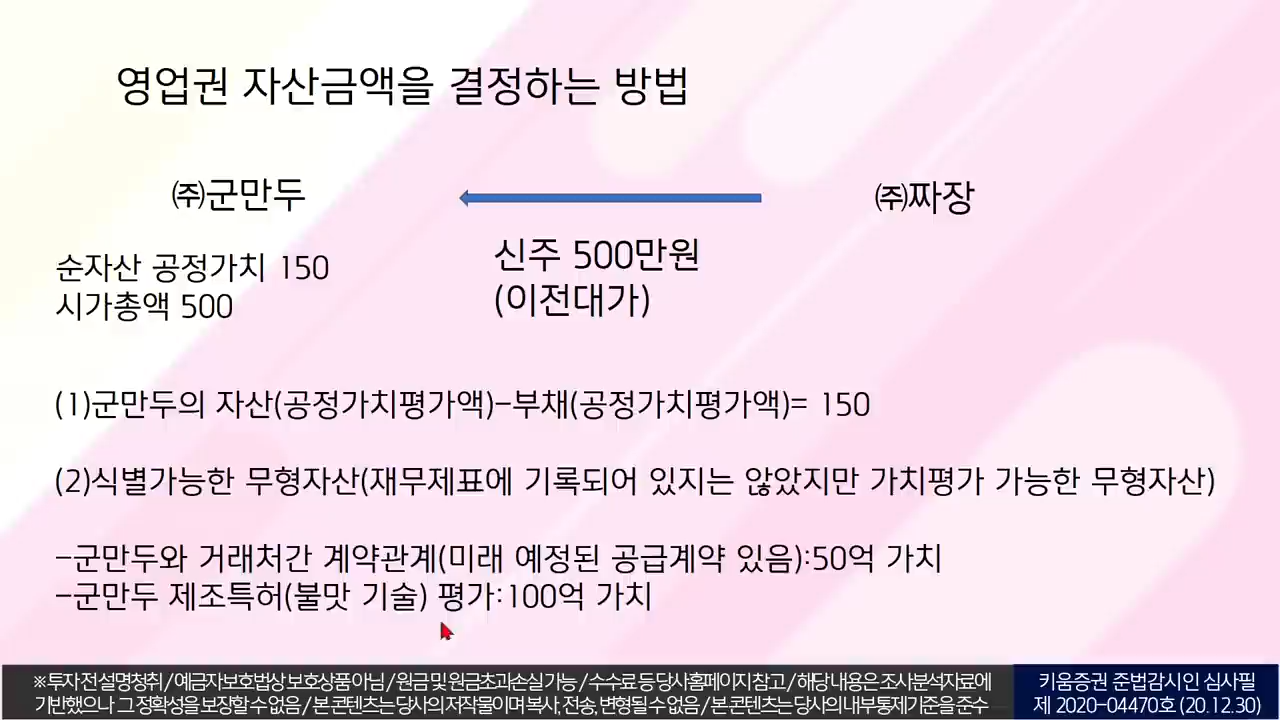 영업권 자산금액을 결정하는 방법
㈜군만두
㈜짜장
순자산 공정가치 150
시가총액 500
신주 500만원
(이전대가)
(1)군만두의 자산(공정가치평가액)-부채(공정가치평가액)= 150
(2)식별가능한 무형자산(재무제표에 기록되어 있지는 않았지만 가치평가 가능한 무형자산)
-군만두와 거래처간 계약관계(미래 예정된 공급계약 있음):50억 가치
-군만두 제조특허(불맛 기술) 평가:100억 가치
※ 투자 전 설명청취 / 예금자보호법상 보호상품 아님 / 원금 및 원금초과손실 가능 / 수수료 등 당사홈페이지 참고 / 해당 내용은 조사분석자료에
기반했으나 그 정확성을 보장할 수 없음 / 본 콘텐츠는 당사의 저작물이며 복사, 전송, 변형될 수 없음 / 본 콘텐츠는 당사의 내부통제기준을 준수
키움증권 준법감시인 심사필
제 2020-04470호 (20.12.30)